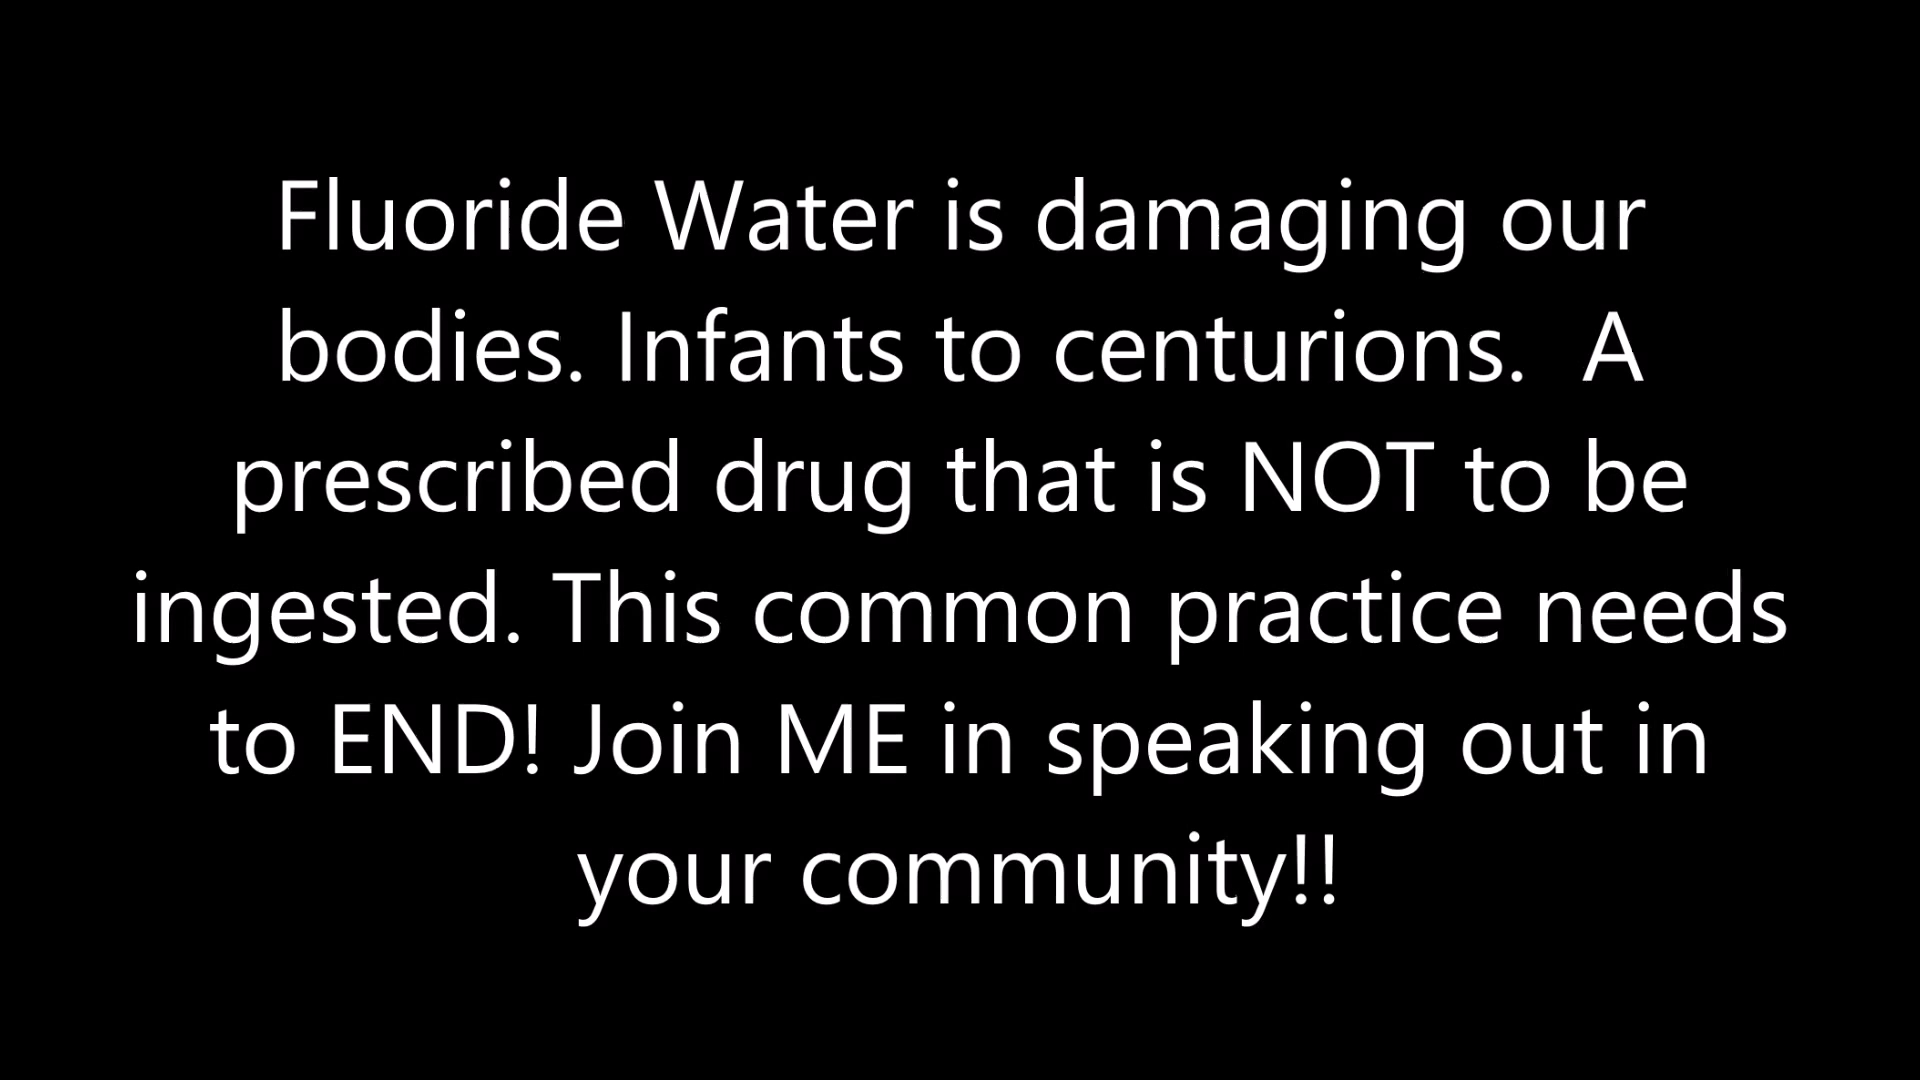 Fluoride Water is damaging our
bodies. Infants to centurions.  A
prescribed drug that is NOT to be
ingested. This common practice needs
to END! Join ME in speaking out in
your community!!